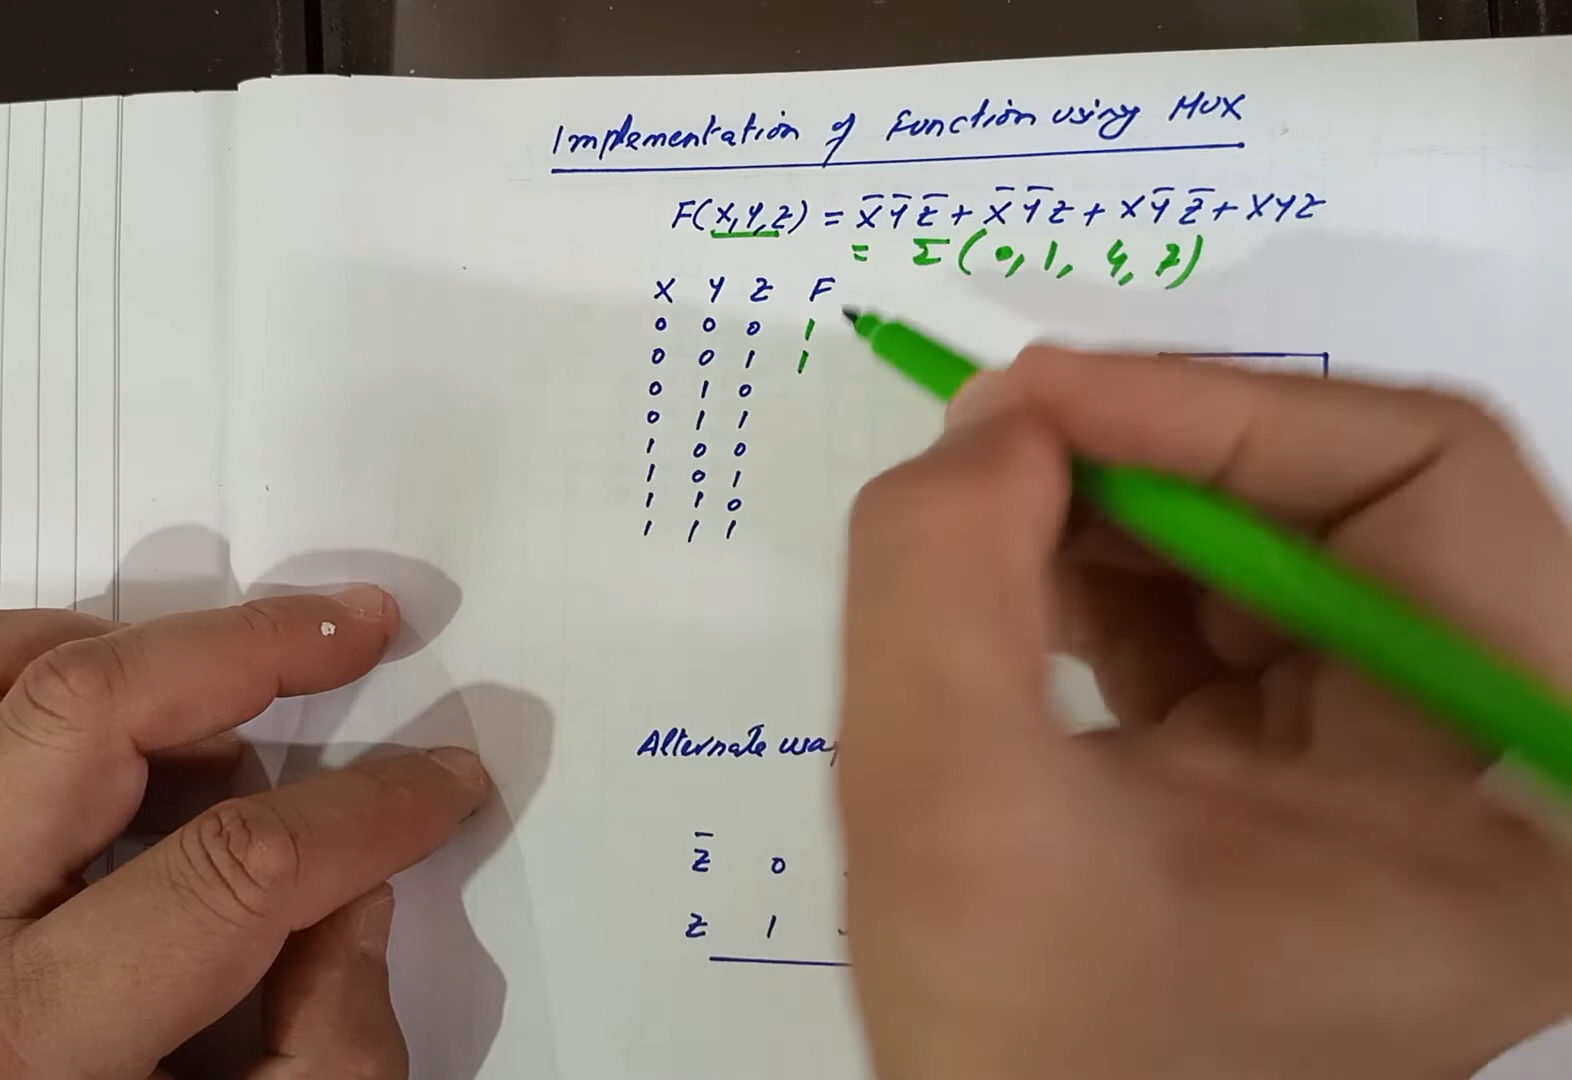 Implementation of Function using MUX
F(X,Y,Z) = X̄ȲZ̄ + X̄ȲZ + XȲZ̄ + XYZ
= Σ(0, 1, 4, 7)
X Y Z F
0 0 0 1
0 0 1 1
0 1 0
0 1 1
1 0 0
1 0 1
1 1 0
1 1 1
Alternate
Z̄ 0
Z 1